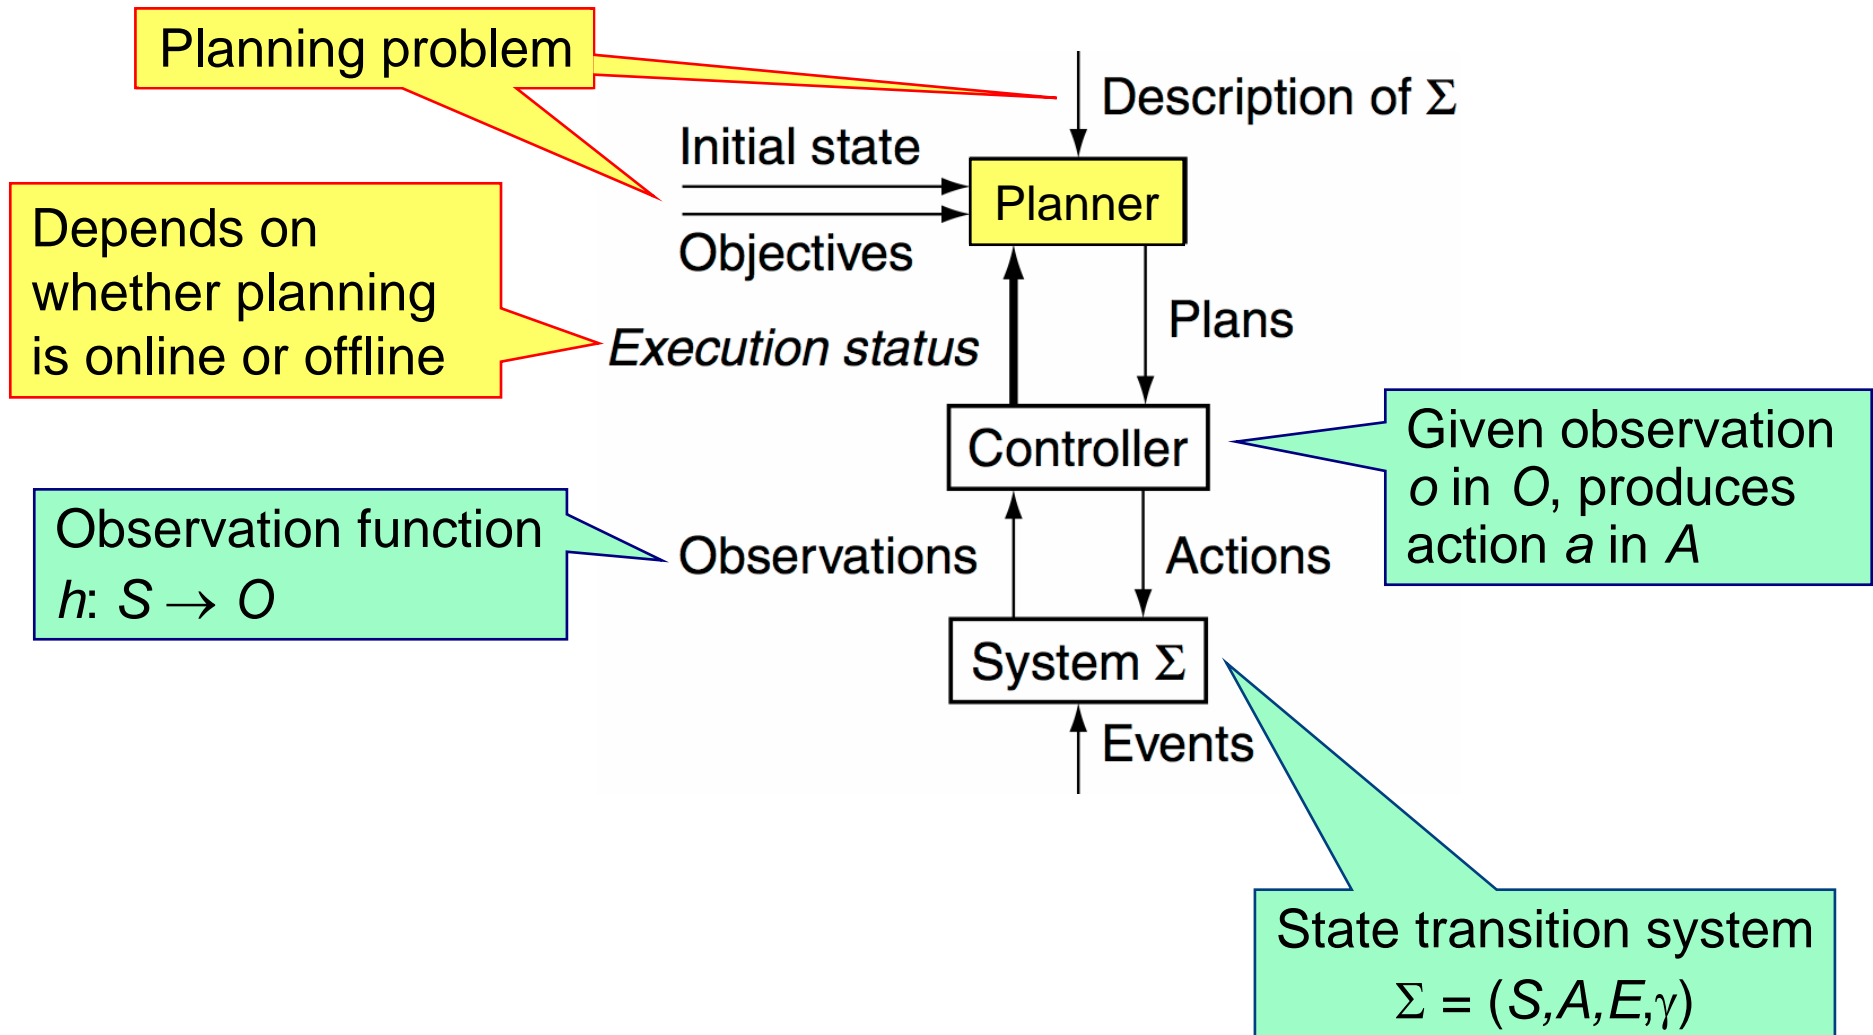 Planning problem
Description of Σ
Initial state
Planner
Objectives
Depends on
whether planning
is online or offline
Execution status
Plans
Controller
Given observation
o in O, produces
action a in A
Observation function
h: S → O
Observations
Actions
System Σ
Events
State transition system
Σ = (S,A,E,γ)